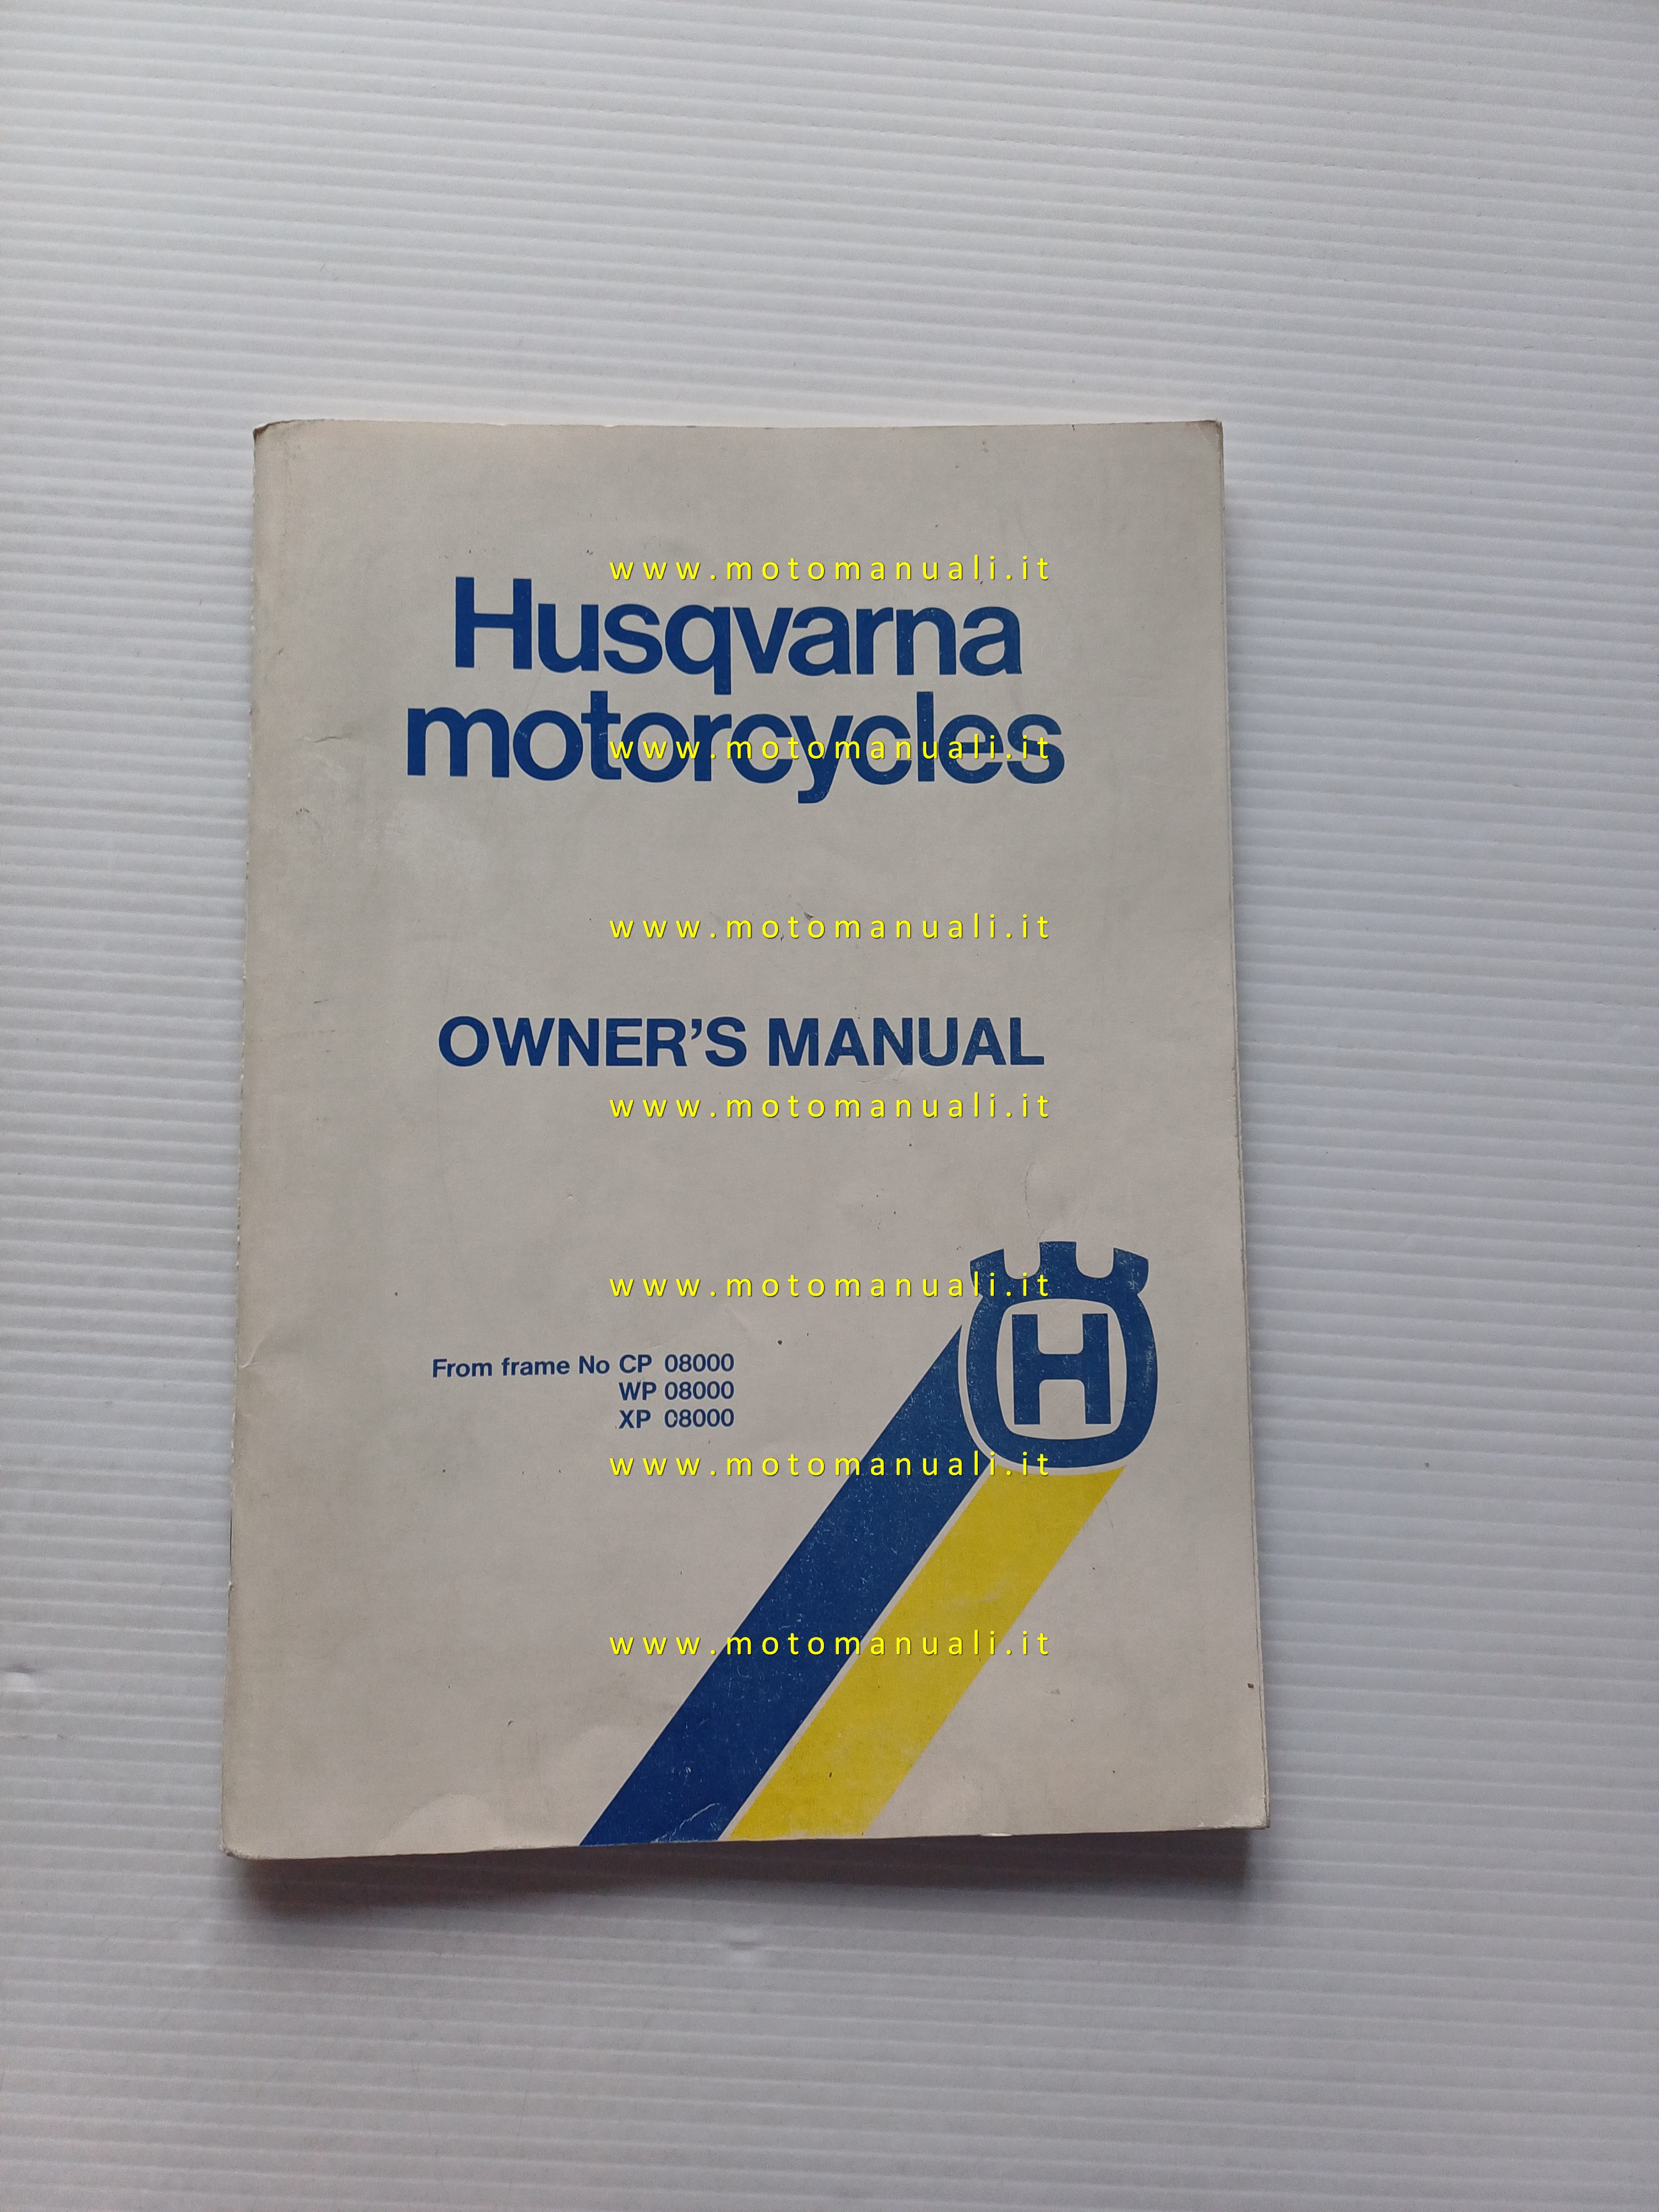 www.motomanuali.it
Husqvarna
www.motomanuali.it
motorcycles
www.motomanuali.it
OWNER'S MANUAL
www.motomanuali.it
www.motomanuali.it
H
From frame No CP 08000
WP 08000
XP 08000
www.motomanuali.it
www.motomanuali.it